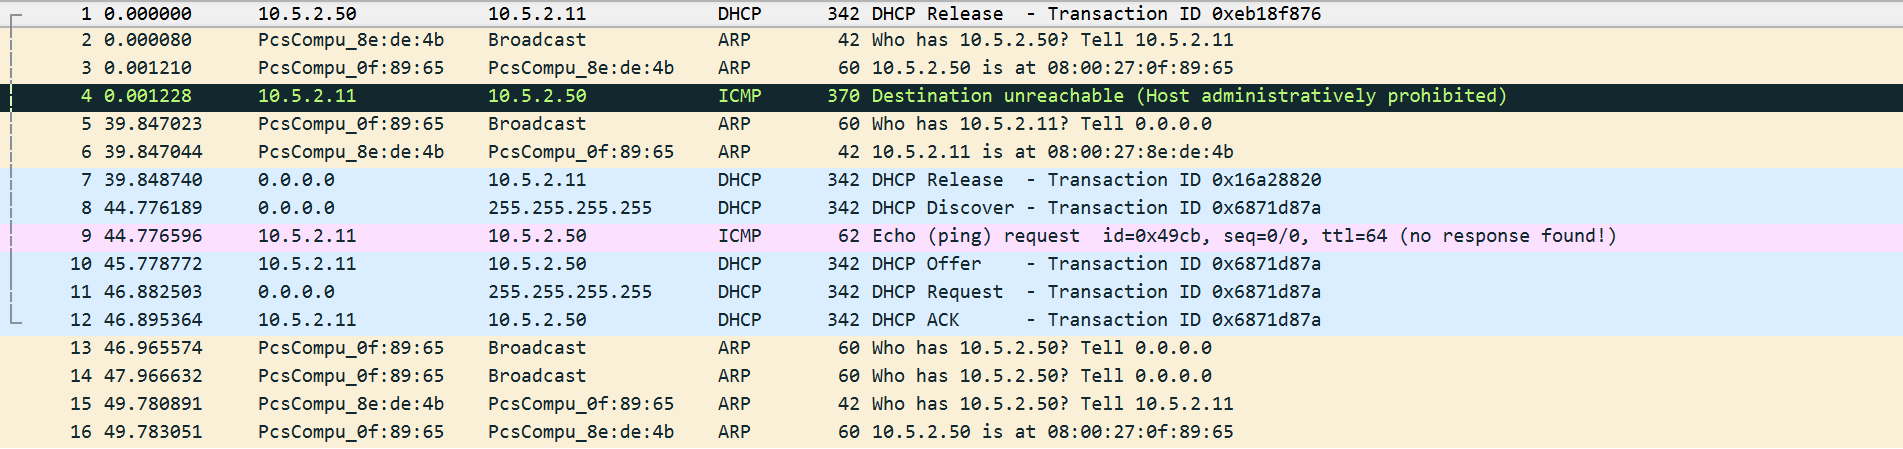 1 0.000000 10.5.2.50 10.5.2.11 DHCP 342 DHCP Release - Transaction ID 0xeb18f876
2 0.000080 PcsCompu_8e:de:4b Broadcast ARP 42 Who has 10.5.2.50? Tell 10.5.2.11
3 0.001210 PcsCompu_0f:89:65 PcsCompu_8e:de:4b ARP 60 10.5.2.50 is at 08:00:27:0f:89:65
4 0.001228 10.5.2.11 10.5.2.50 ICMP 370 Destination unreachable (Host administratively prohibited)
5 39.847023 PcsCompu_0f:89:65 Broadcast ARP 60 Who has 10.5.2.11? Tell 0.0.0.0
6 39.847044 PcsCompu_8e:de:4b PcsCompu_0f:89:65 ARP 42 10.5.2.11 is at 08:00:27:8e:de:4b
7 39.848740 0.0.0.0 10.5.2.11 DHCP 342 DHCP Release - Transaction ID 0x16a28820
8 44.776189 0.0.0.0 255.255.255.255 DHCP 342 DHCP Discover - Transaction ID 0x6871d87a
9 44.776596 10.5.2.11 10.5.2.50 ICMP 62 Echo (ping) request id=0x49cb, seq=0/0, ttl=64 (no response found!)
10 45.778772 10.5.2.11 10.5.2.50 DHCP 342 DHCP Offer - Transaction ID 0x6871d87a
11 46.882503 0.0.0.0 255.255.255.255 DHCP 342 DHCP Request - Transaction ID 0x6871d87a
12 46.895364 10.5.2.11 10.5.2.50 DHCP 342 DHCP ACK - Transaction ID 0x6871d87a
13 46.965574 PcsCompu_0f:89:65 Broadcast ARP 60 Who has 10.5.2.50? Tell 0.0.0.0
14 47.966632 PcsCompu_0f:89:65 Broadcast ARP 60 Who has 10.5.2.50? Tell 0.0.0.0
15 49.780891 PcsCompu_8e:de:4b PcsCompu_0f:89:65 ARP 42 Who has 10.5.2.50? Tell 10.5.2.11
16 49.783051 PcsCompu_0f:89:65 PcsCompu_8e:de:4b ARP 60 10.5.2.50 is at 08:00:27:0f:89:65